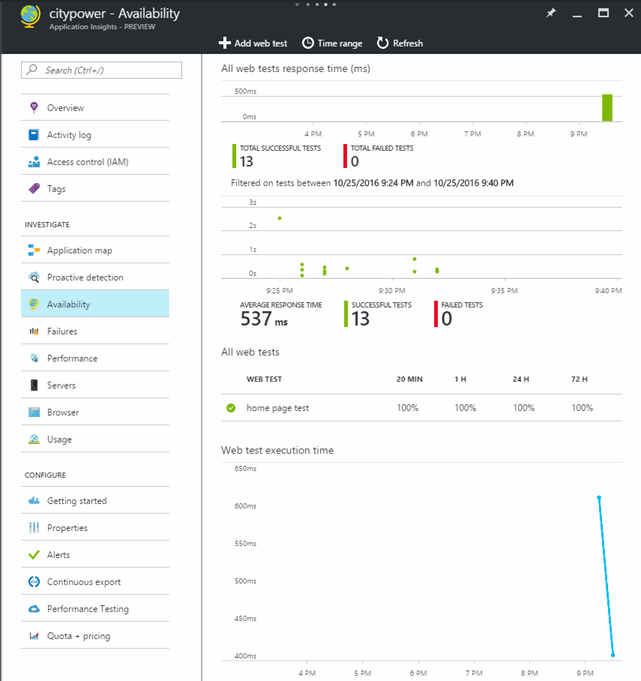 citypower - Availability
Application Insights - PREVIEW
Add web test Time range Refresh
Search (Ctrl+/)
Overview
Activity log
Access control (IAM)
Tags
INVESTIGATE
Application map
Proactive detection
Availability
Failures
Performance
Servers
Browser
Usage
CONFIGURE
Getting started
Properties
Alerts
Continuous export
Performance Testing
Quota + pricing
All web tests response time (ms)
500ms
0ms
4 PM 5 PM 6 PM 7 PM 8 PM 9 PM
TOTAL SUCCESSFUL TESTS TOTAL FAILED TESTS
13 0
Filtered on tests between 10/25/2016 9:24 PM and 10/25/2016 9:40 PM
3s
2s
1s
0s
9:25 PM 9:30 PM 9:35 PM 9:40 PM
AVERAGE RESPONSE TIME SUCCESSFUL TESTS FAILED TESTS
537 ms 13 0
All web tests
WEB TEST 20 MIN 1 H 24 H 72 H
home page test 100% 100% 100% 100%
Web test execution time
650ms
600ms
550ms
500ms
450ms
400ms
4 PM 5 PM 6 PM 7 PM 8 PM 9 PM